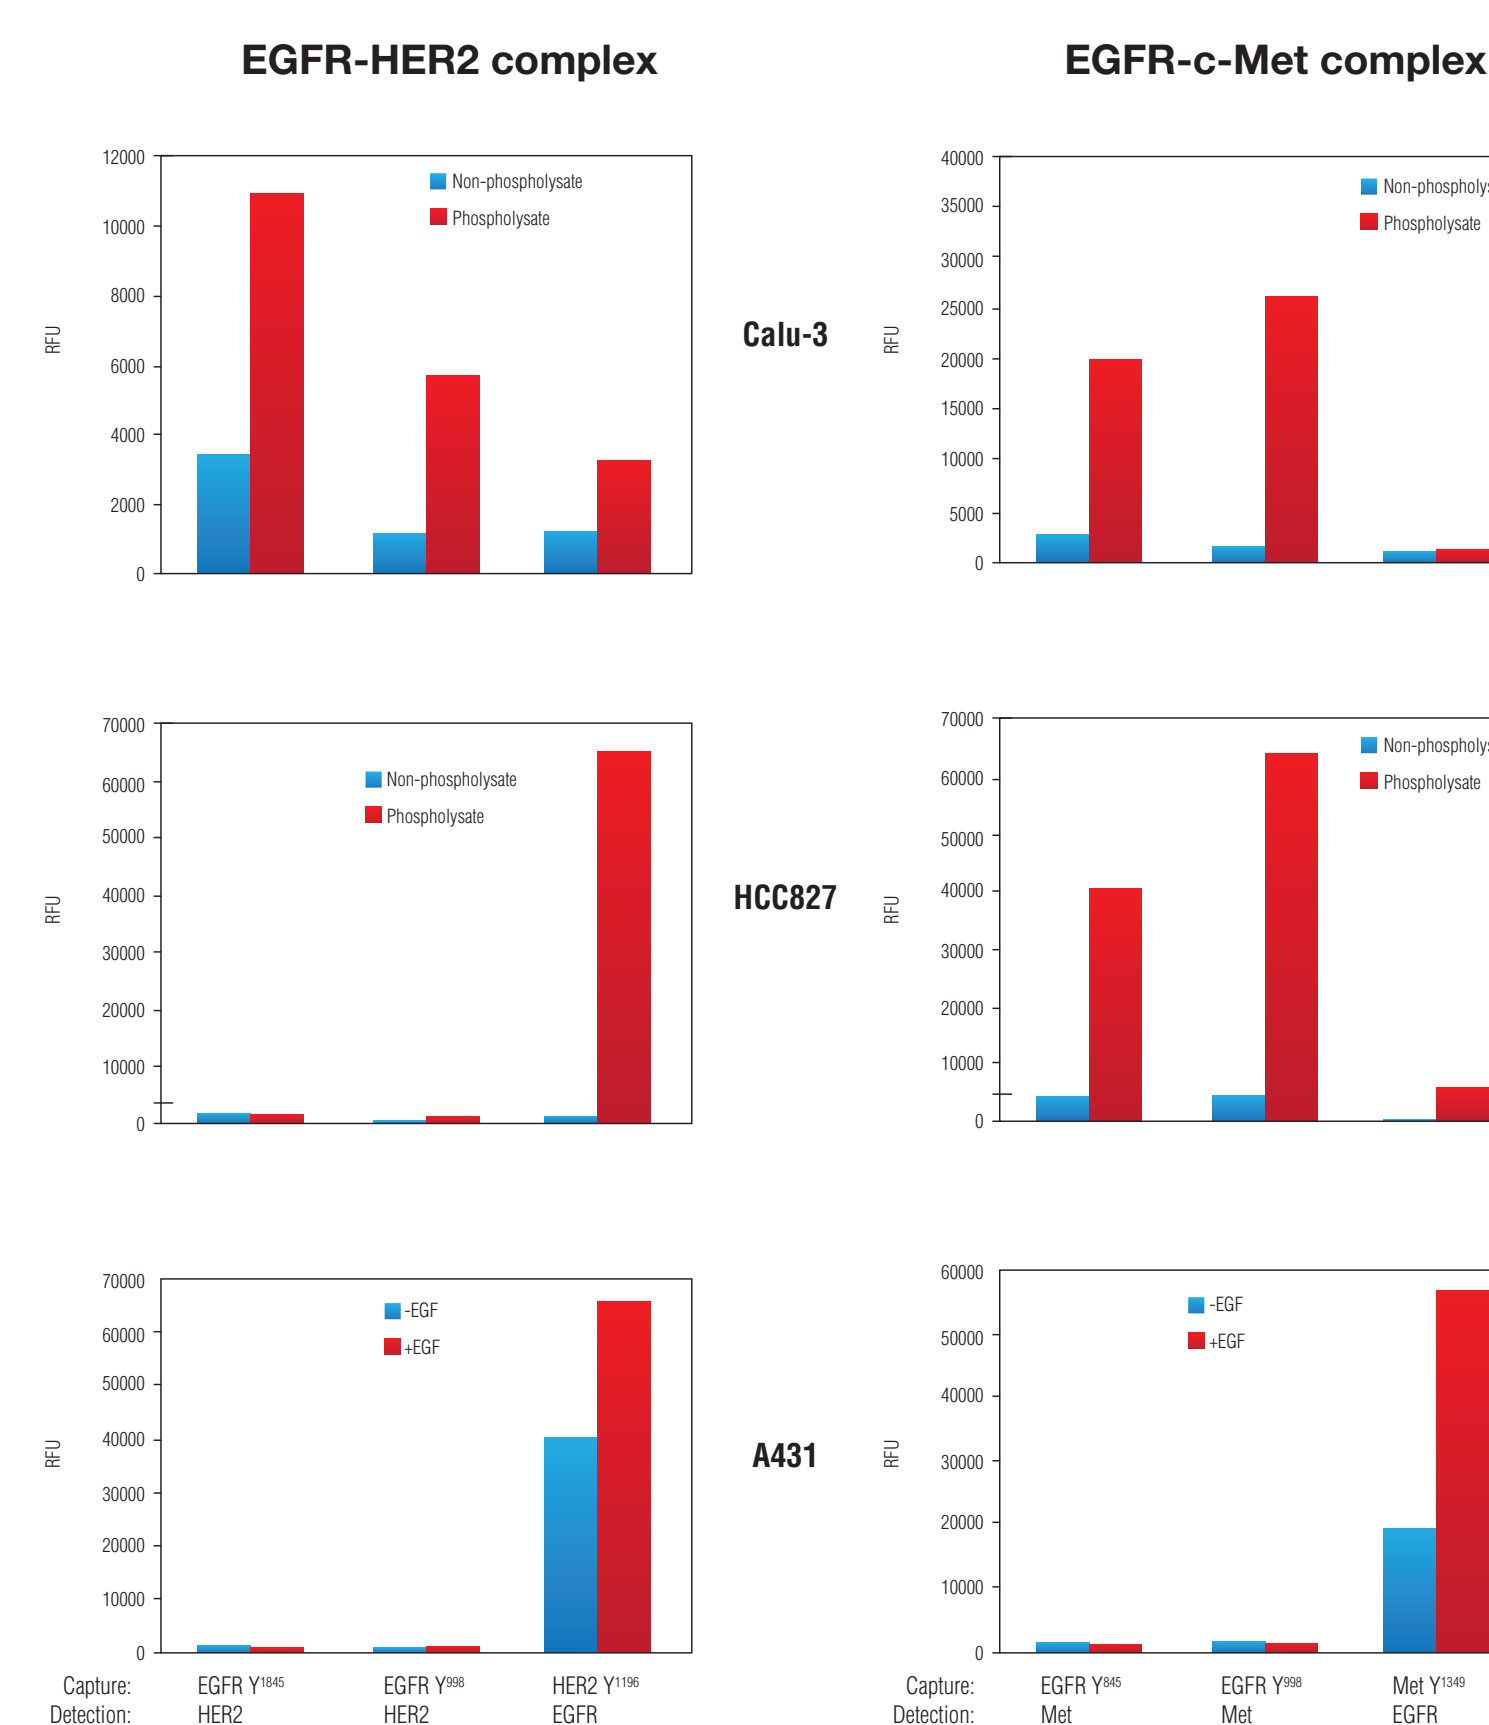 EGFR-HER2 complex
EGFR-c-Met complex
12000
10000
8000
6000
4000
2000
0
RFU
Non-phospholysate
Phospholysate
Calu-3
40000
35000
30000
25000
20000
15000
10000
5000
0
RFU
Non-phospholys
Phospholysate
70000
60000
50000
40000
30000
20000
10000
0
RFU
Non-phospholysate
Phospholysate
HCC827
70000
60000
50000
40000
30000
20000
10000
0
RFU
Non-phospholys
Phospholysate
70000
60000
50000
40000
30000
20000
10000
0
RFU
-EGF
+EGF
A431
60000
50000
40000
30000
20000
10000
0
RFU
-EGF
+EGF
Capture: EGFR Y1845 EGFR Y998 HER2 Y1196
Detection: HER2 HER2 EGFR
Capture: EGFR Y845 EGFR Y998 Met Y1349
Detection: Met Met EGFR